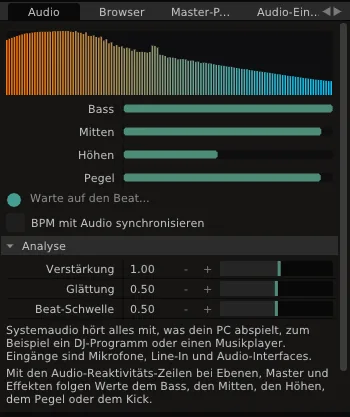 Audio Browser Master-P... Audio-Ein...
Bass
Mitten
Höhen
Pegel
Warte auf den Beat...
BPM mit Audio synchronisieren
Analyse
Verstärkung 1.00 - +
Glättung 0.50 - +
Beat-Schwelle 0.50 - +
Systemaudio hört alles mit, was dein PC abspielt, zum
Beispiel ein DJ-Programm oder einen Musikplayer.
Eingänge sind Mikrofone, Line-In und Audio-Interfaces.
Mit den Audio-Reaktivitäts-Zeilen bei Ebenen, Master und
Effekten folgen Werte dem Bass, den Mitten, den Höhen,
dem Pegel oder dem Kick.